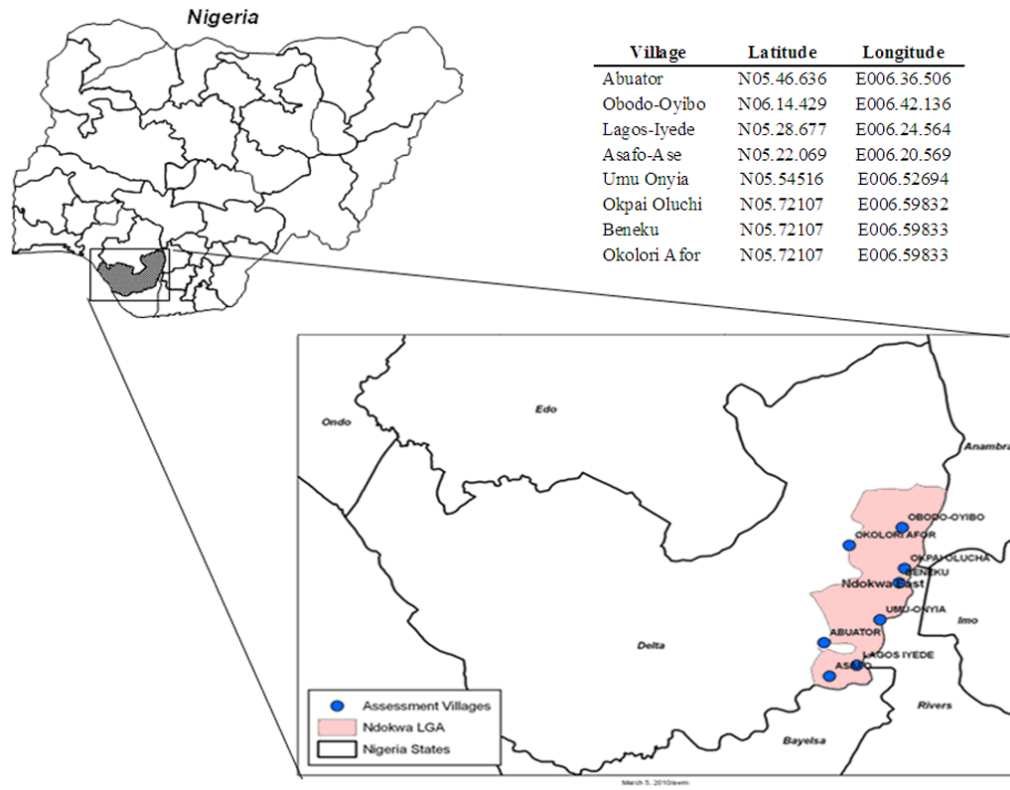 Nigeria
Village Latitude Longitude
Abuator N05.46.636 E006.36.506
Obodo-Oyibo N06.14.429 E006.42.136
Lagos-Iyede N05.28.677 E006.24.564
Asafo-Ase N05.22.069 E006.20.569
Umu Onyia N05.54516 E006.52694
Okpai Oluchi N05.72107 E006.59832
Beneku N05.72107 E006.59833
Okolori Afor N05.72107 E006.59833
Edo
Ondo
Anambra
OBODO-OYIBO
OKOLORI AFOR
OKPAI-OLUCHA
BENEKU
Ndokwa East
UMU-ONYIA
Imo
ABUATOR
Delta
LAGOS IYEDE
ASAFO
Rivers
Bayelsa
Assessment Villages
Ndokwa LGA
Nigeria States